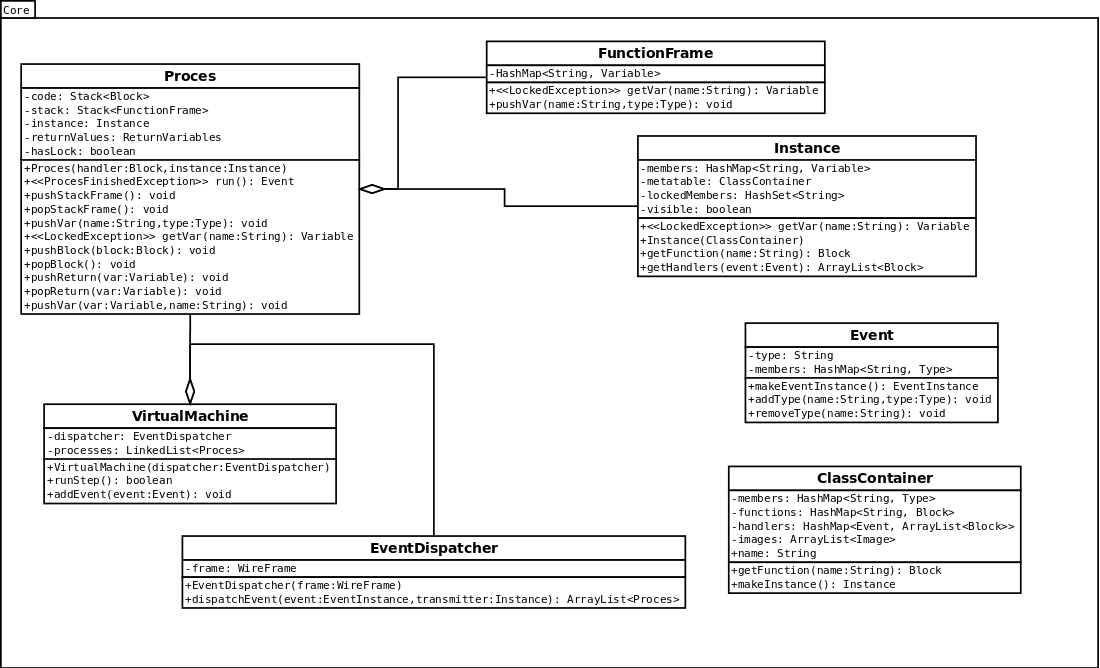 Core
FunctionFrame
-HashMap<String, Variable>
+<<LockedException>> getVar(name:String): Variable
+pushVar(name:String,type:Type): void
Proces
-code: Stack<Block>
-stack: Stack<FunctionFrame>
-instance: Instance
-returnValues: ReturnVariables
-hasLock: boolean
+Proces(handler:Block,instance:Instance)
+<<ProcesFinishedException>> run(): Event
+pushStackFrame(): void
+popStackFrame(): void
+pushVar(name:String,type:Type): void
+<<LockedException>> getVar(name:String): Variable
+pushBlock(block:Block): void
+popBlock(): void
+pushReturn(var:Variable): void
+popReturn(var:Variable): void
+pushVar(var:Variable,name:String): void
Instance
-members: HashMap<String, Variable>
-metatable: ClassContainer
-lockedMembers: HashSet<String>
-visible: boolean
+<<LockedException>> getVar(name:String): Variable
+Instance(ClassContainer)
+getFunction(name:String): Block
+getHandlers(event:Event): ArrayList<Block>
Event
-type: String
-members: HashMap<String, Type>
+makeEventInstance(): EventInstance
+addType(name:String,type:Type): void
+removeType(name:String): void
VirtualMachine
-dispatcher: EventDispatcher
-processes: LinkedList<Proces>
+VirtualMachine(dispatcher:EventDispatcher)
+runStep(): boolean
+addEvent(event:Event): void
ClassContainer
-members: HashMap<String, Type>
-functions: HashMap<String, Block>
-handlers: HashMap<Event, ArrayList<Block>>
-images: ArrayList<Image>
+name: String
+getFunction(name:String): Block
+makeInstance(): Instance
EventDispatcher
-frame: WireFrame
+EventDispatcher(frame:WireFrame)
+dispatchEvent(event:EventInstance,transmitter:Instance): ArrayList<Proces>